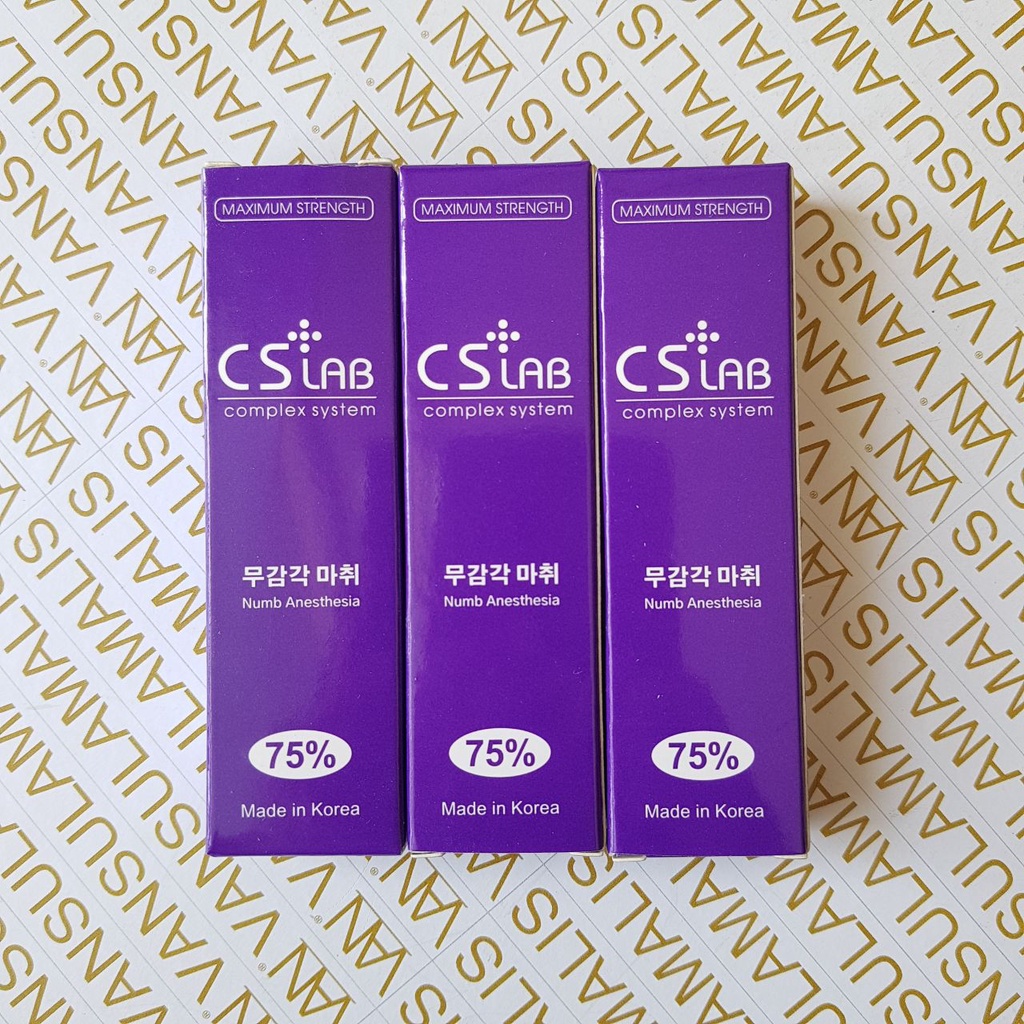 MAXIMUM STRENGTH
CS LAB
complex system
무감각 마취
Numb Anesthesia
75%
Made in Korea
MAXIMUM STRENGTH
CS LAB
complex system
무감각 마취
Numb Anesthesia
75%
Made in Korea
MAXIMUM STRENGTH
CS LAB
complex system
무감각 마취
Numb Anesthesia
75%
Made in Korea
VANSULAMALIS